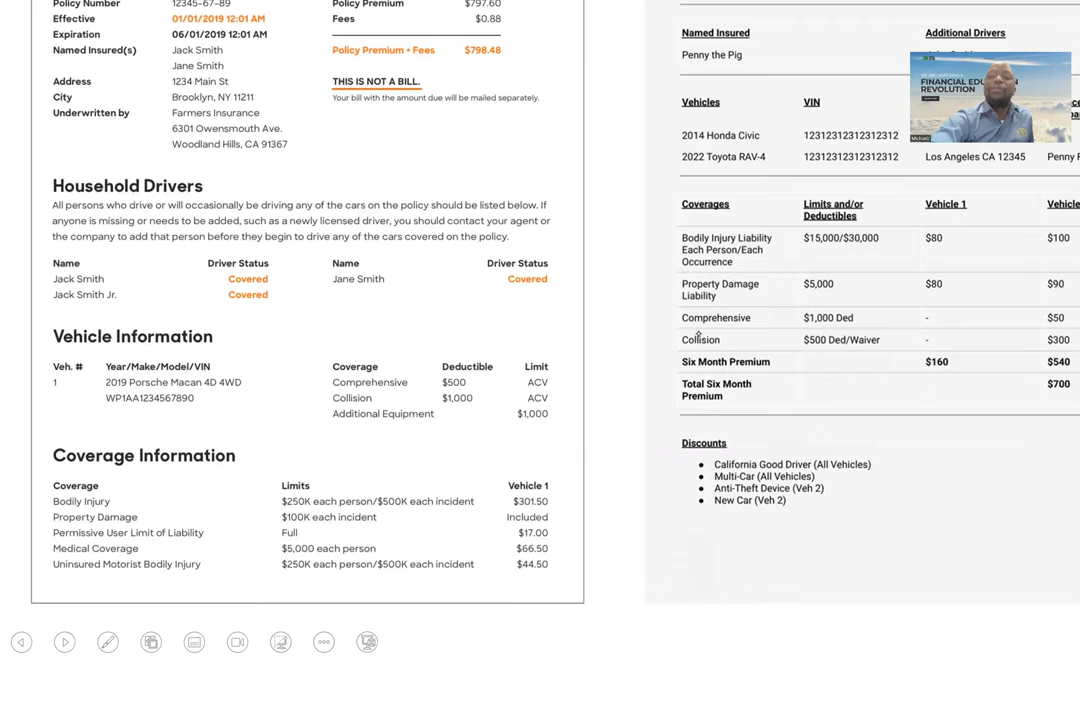 Policy Number 12345-67-89
Effective 01/01/2019 12:01 AM
Expiration 06/01/2019 12:01 AM
Named Insured(s) Jack Smith
Jane Smith
Address 1234 Main St
City Brooklyn, NY 11211
Underwritten by Farmers Insurance
6301 Owensmouth Ave.
Woodland Hills, CA 91367
Policy Premium $797.60
Fees $0.88
Policy Premium + Fees $798.48
THIS IS NOT A BILL.
Your bill with the amount due will be mailed separately.
Household Drivers
All persons who drive or will occasionally be driving any of the cars on the policy should be listed below. If
anyone is missing or needs to be added, such as a newly licensed driver, you should contact your agent or
the company to add that person before they begin to drive any of the cars covered on the policy.
Name Driver Status Name Driver Status
Jack Smith Covered Jane Smith Covered
Jack Smith Jr. Covered
Vehicle Information
Veh. # Year/Make/Model/VIN Coverage Deductible Limit
1 2019 Porsche Macan 4D 4WD Comprehensive $500 ACV
WP1AA1234567890 Collision $1,000 ACV
Additional Equipment $1,000
Coverage Information
Coverage Limits Vehicle 1
Bodily Injury $250K each person/$500K each incident $301.50
Property Damage $100K each incident Included
Permissive User Limit of Liability Full $17.00
Medical Coverage $5,000 each person $66.50
Uninsured Motorist Bodily Injury $250K each person/$500K each incident $44.50
Named Insured Additional Drivers
Penny the Pig
FINANCIAL
REVOLUTION
Vehicles VIN
2014 Honda Civic 12312312312312312
2022 Toyota RAV-4 12312312312312312 Los Angeles CA 12345 Penny
Coverages Limits and/or Vehicle 1 Vehicle
Deductibles
Bodily Injury Liability $15,000/$30,000 $80 $100
Each Person/Each
Occurrence
Property Damage $5,000 $80 $90
Liability
Comprehensive $1,000 Ded - $50
Collision $500 Ded/Waiver - $300
Six Month Premium $160 $540
Total Six Month $700
Premium
Discounts
• California Good Driver (All Vehicles)
• Multi-Car (All Vehicles)
• Anti-Theft Device (Veh 2)
• New Car (Veh 2)